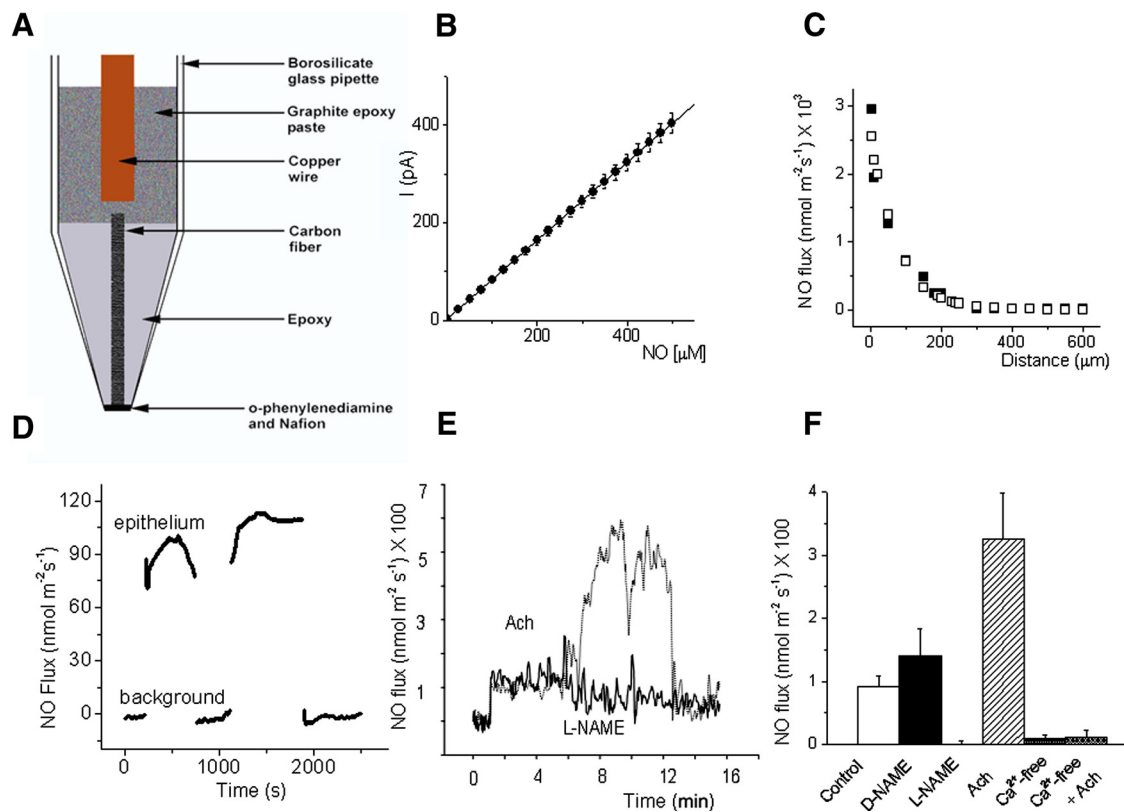 A
Borosilicate
glass pipette
Graphite epoxy
paste
Copper
wire
Carbon
fiber
Epoxy
o-phenylenediamine
and Nafion
B
I (pA)
400
200
0
200
400
NO [µM]
C
NO flux (nmol m⁻²s⁻¹) X 10³
3
2
1
0
0
200
400
600
Distance (µm)
D
NO Flux (nmol m⁻²s⁻¹)
120
90
60
30
0
epithelium
background
0
1000
2000
Time (s)
E
NO flux (nmol m⁻² s⁻¹) X 100
7
5
3
1
Ach
L-NAME
0
4
8
12
16
Time (min)
F
NO flux (nmol m⁻² s⁻¹) X 100
4
3
2
1
0
Control
D-NAME
L-NAME
Ach
Ca²⁺-free
Ca²⁺-free
+ Ach